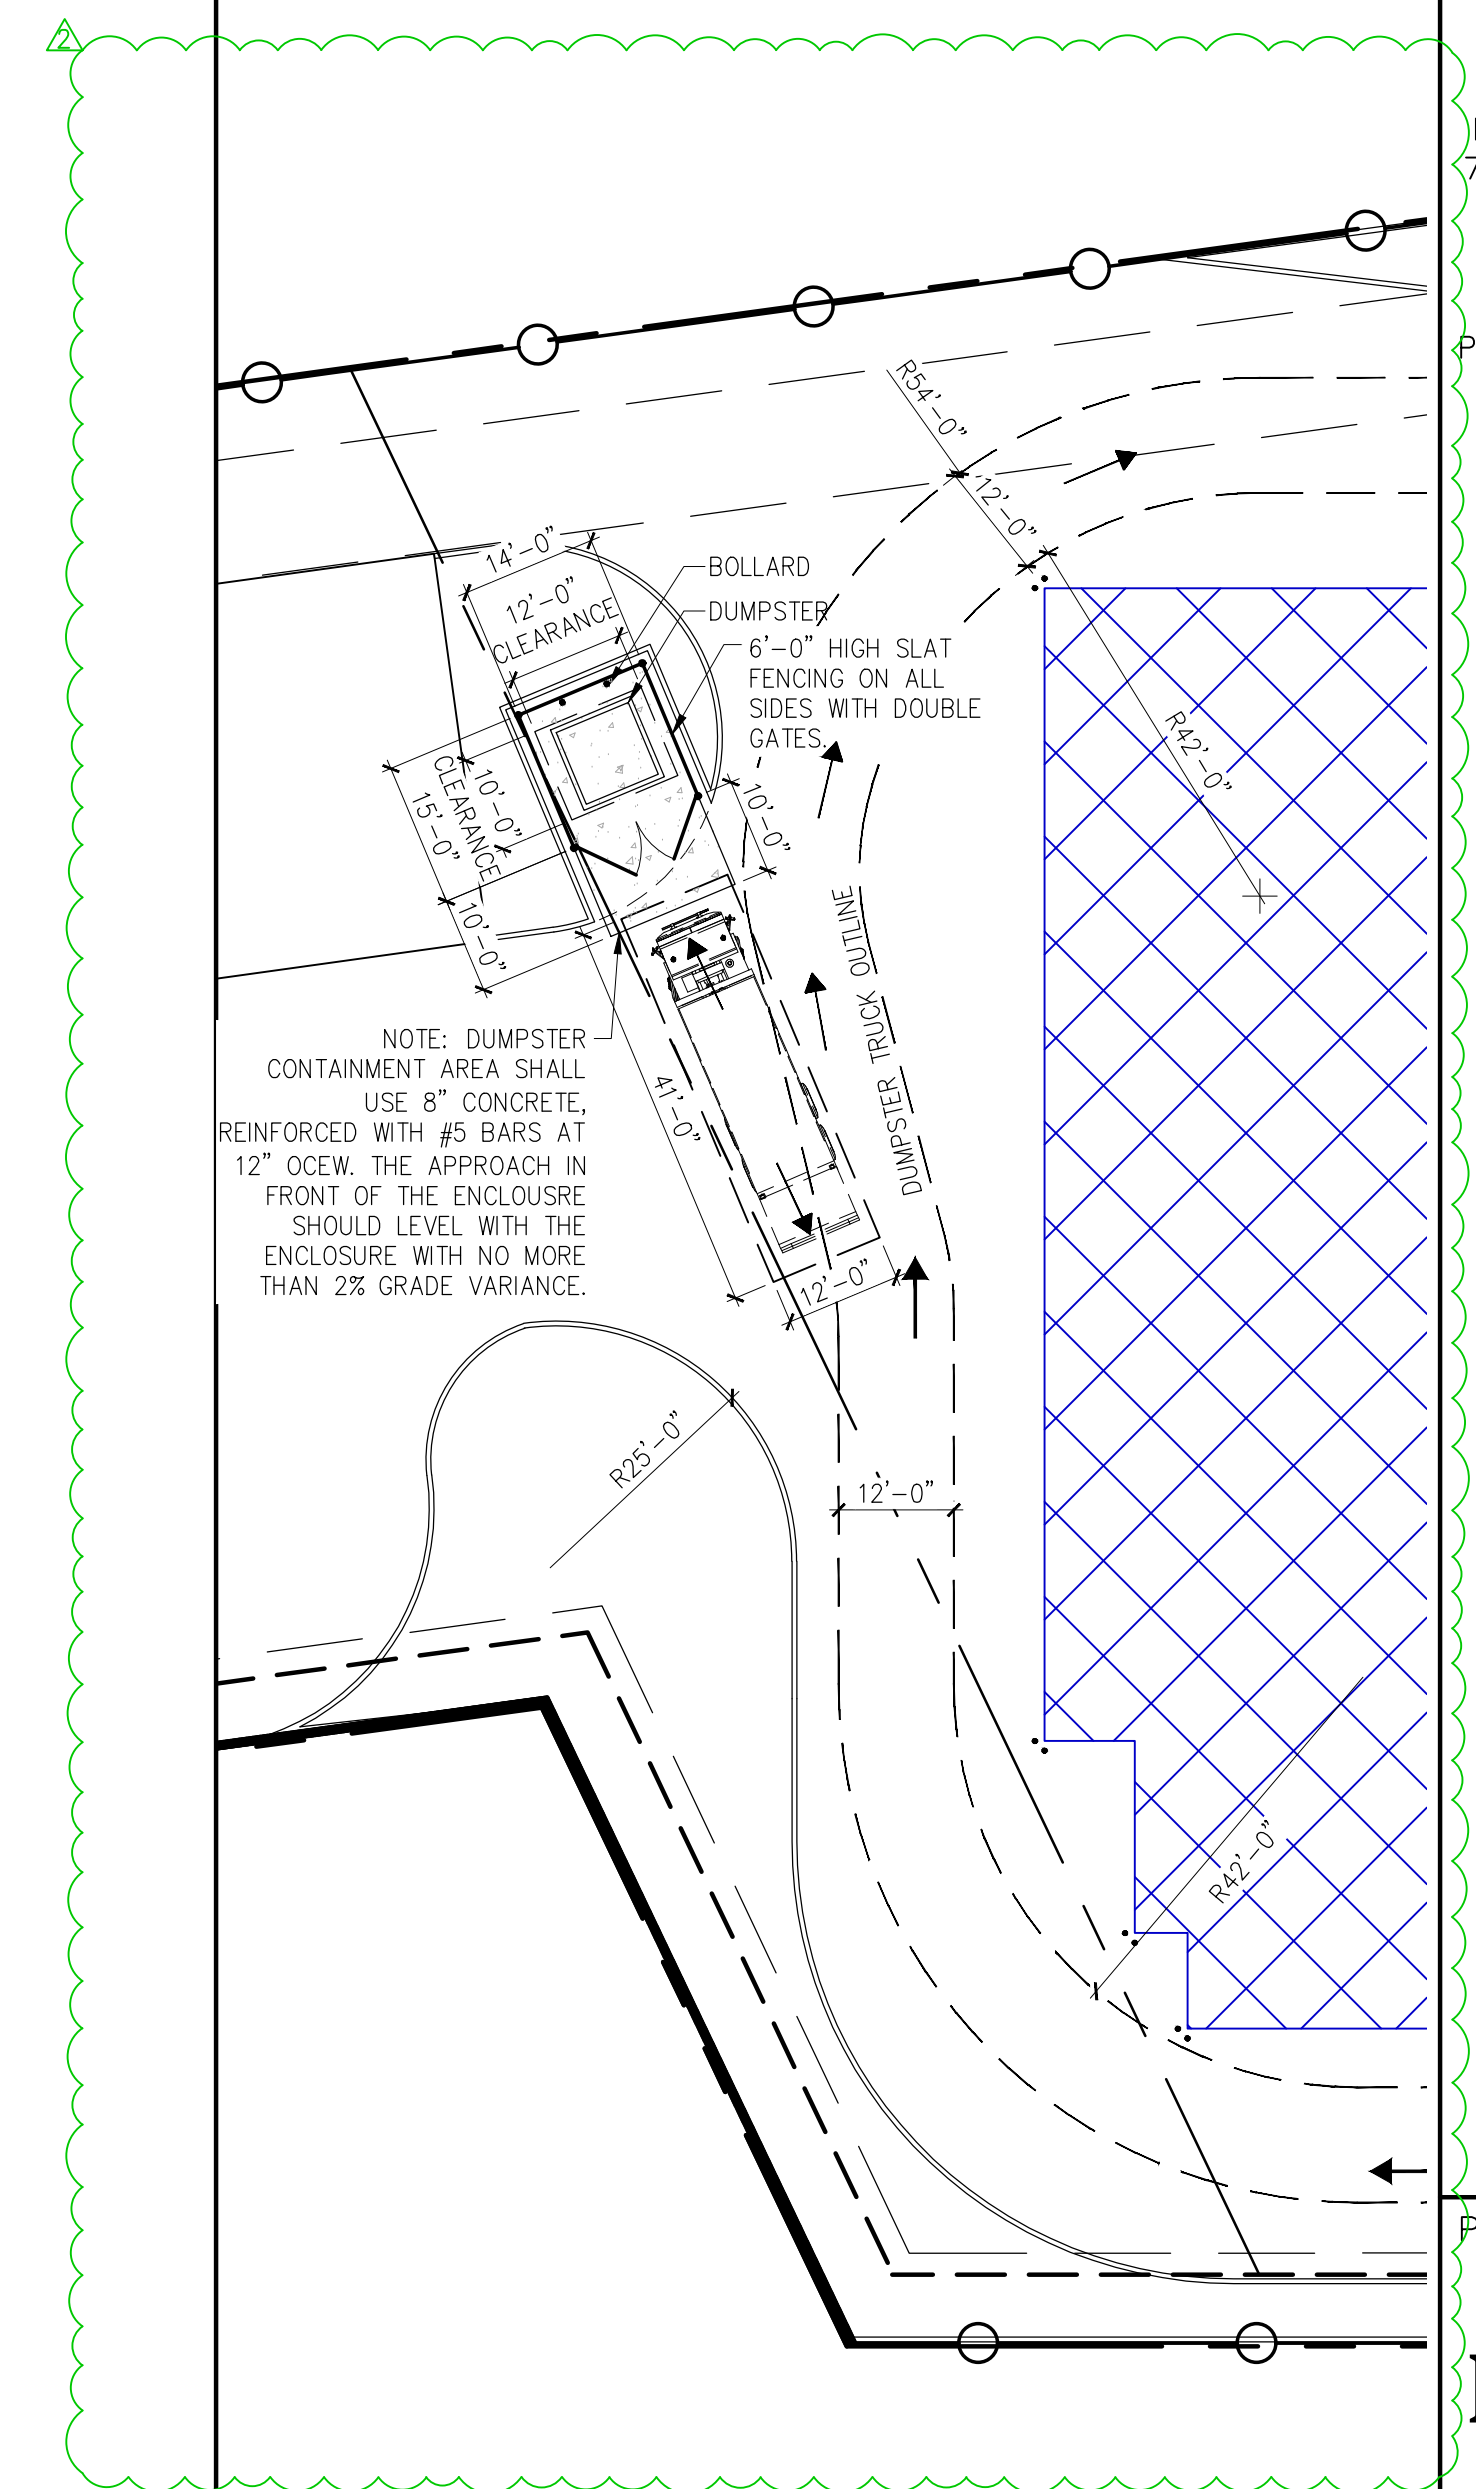 2
7
P
R54'-0"
12'-0"
14'-0"
12'-0"
CLEARANCE
BOLLARD
DUMPSTER
6'-0" HIGH SLAT
FENCING ON ALL
SIDES WITH DOUBLE
GATES.
R42'-0"
CLEARANCE
10'-0"
15'-0"
10'-0"
10'-0"
DUMPSTER TRUCK OUTLINE
NOTE: DUMPSTER
CONTAINMENT AREA SHALL
USE 8" CONCRETE,
REINFORCED WITH #5 BARS AT
12" OCEW. THE APPROACH IN
FRONT OF THE ENCLOUSRE
SHOULD LEVEL WITH THE
ENCLOSURE WITH NO MORE
THAN 2% GRADE VARIANCE.
41'-0"
12'-0"
R25'-0"
12'-0"
R42'-0"
P